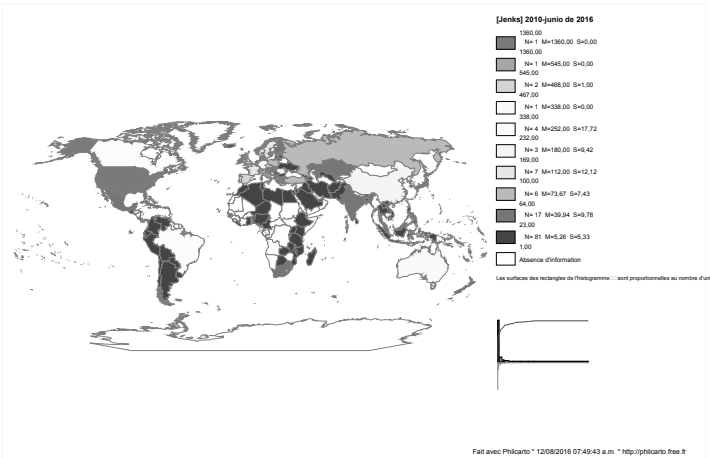 [Jenks] 2010-junio de 2016
1360,00
N= 1 M=1360,00 S=0,00
1360,00
N= 1 M=545,00 S=0,00
545,00
N= 2 M=468,00 S=1,00
467,00
N= 1 M=338,00 S=0,00
338,00
N= 4 M=252,00 S=17,72
232,00
N= 3 M=180,00 S=9,42
169,00
N= 7 M=112,00 S=12,12
100,00
N= 6 M=73,67 S=7,43
64,00
N= 17 M=39,94 S=9,78
23,00
N= 81 M=5,26 S=5,33
1,00
Absence d'information
Les surfaces des rectangles de l'histogramme sont proportionnelles au nombre d'un
Fait avec Philcarto * 12/08/2016 07:49:43 a.m. * http://philcarto.free.fr